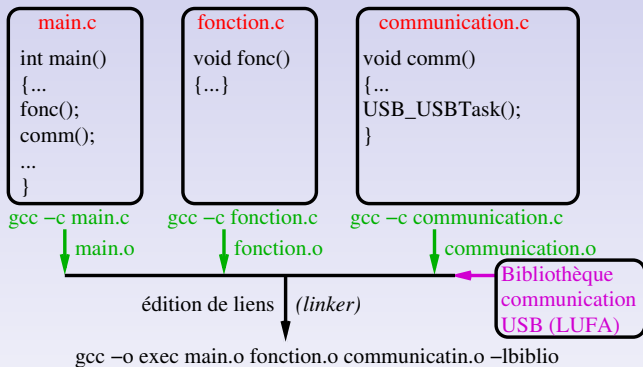 main.c
int main()
{...
fonc();
comm();
...
}
fonction.c
void fonc()
{...}
communication.c
void comm()
{...
USB_USBTask();
}
gcc −c main.c
gcc −c fonction.c
gcc −c communication.c
main.o
fonction.o
communication.o
Bibliothèque
communication
USB (LUFA)
édition de liens (linker)
gcc −o exec main.o fonction.o communicatin.o −lbiblio